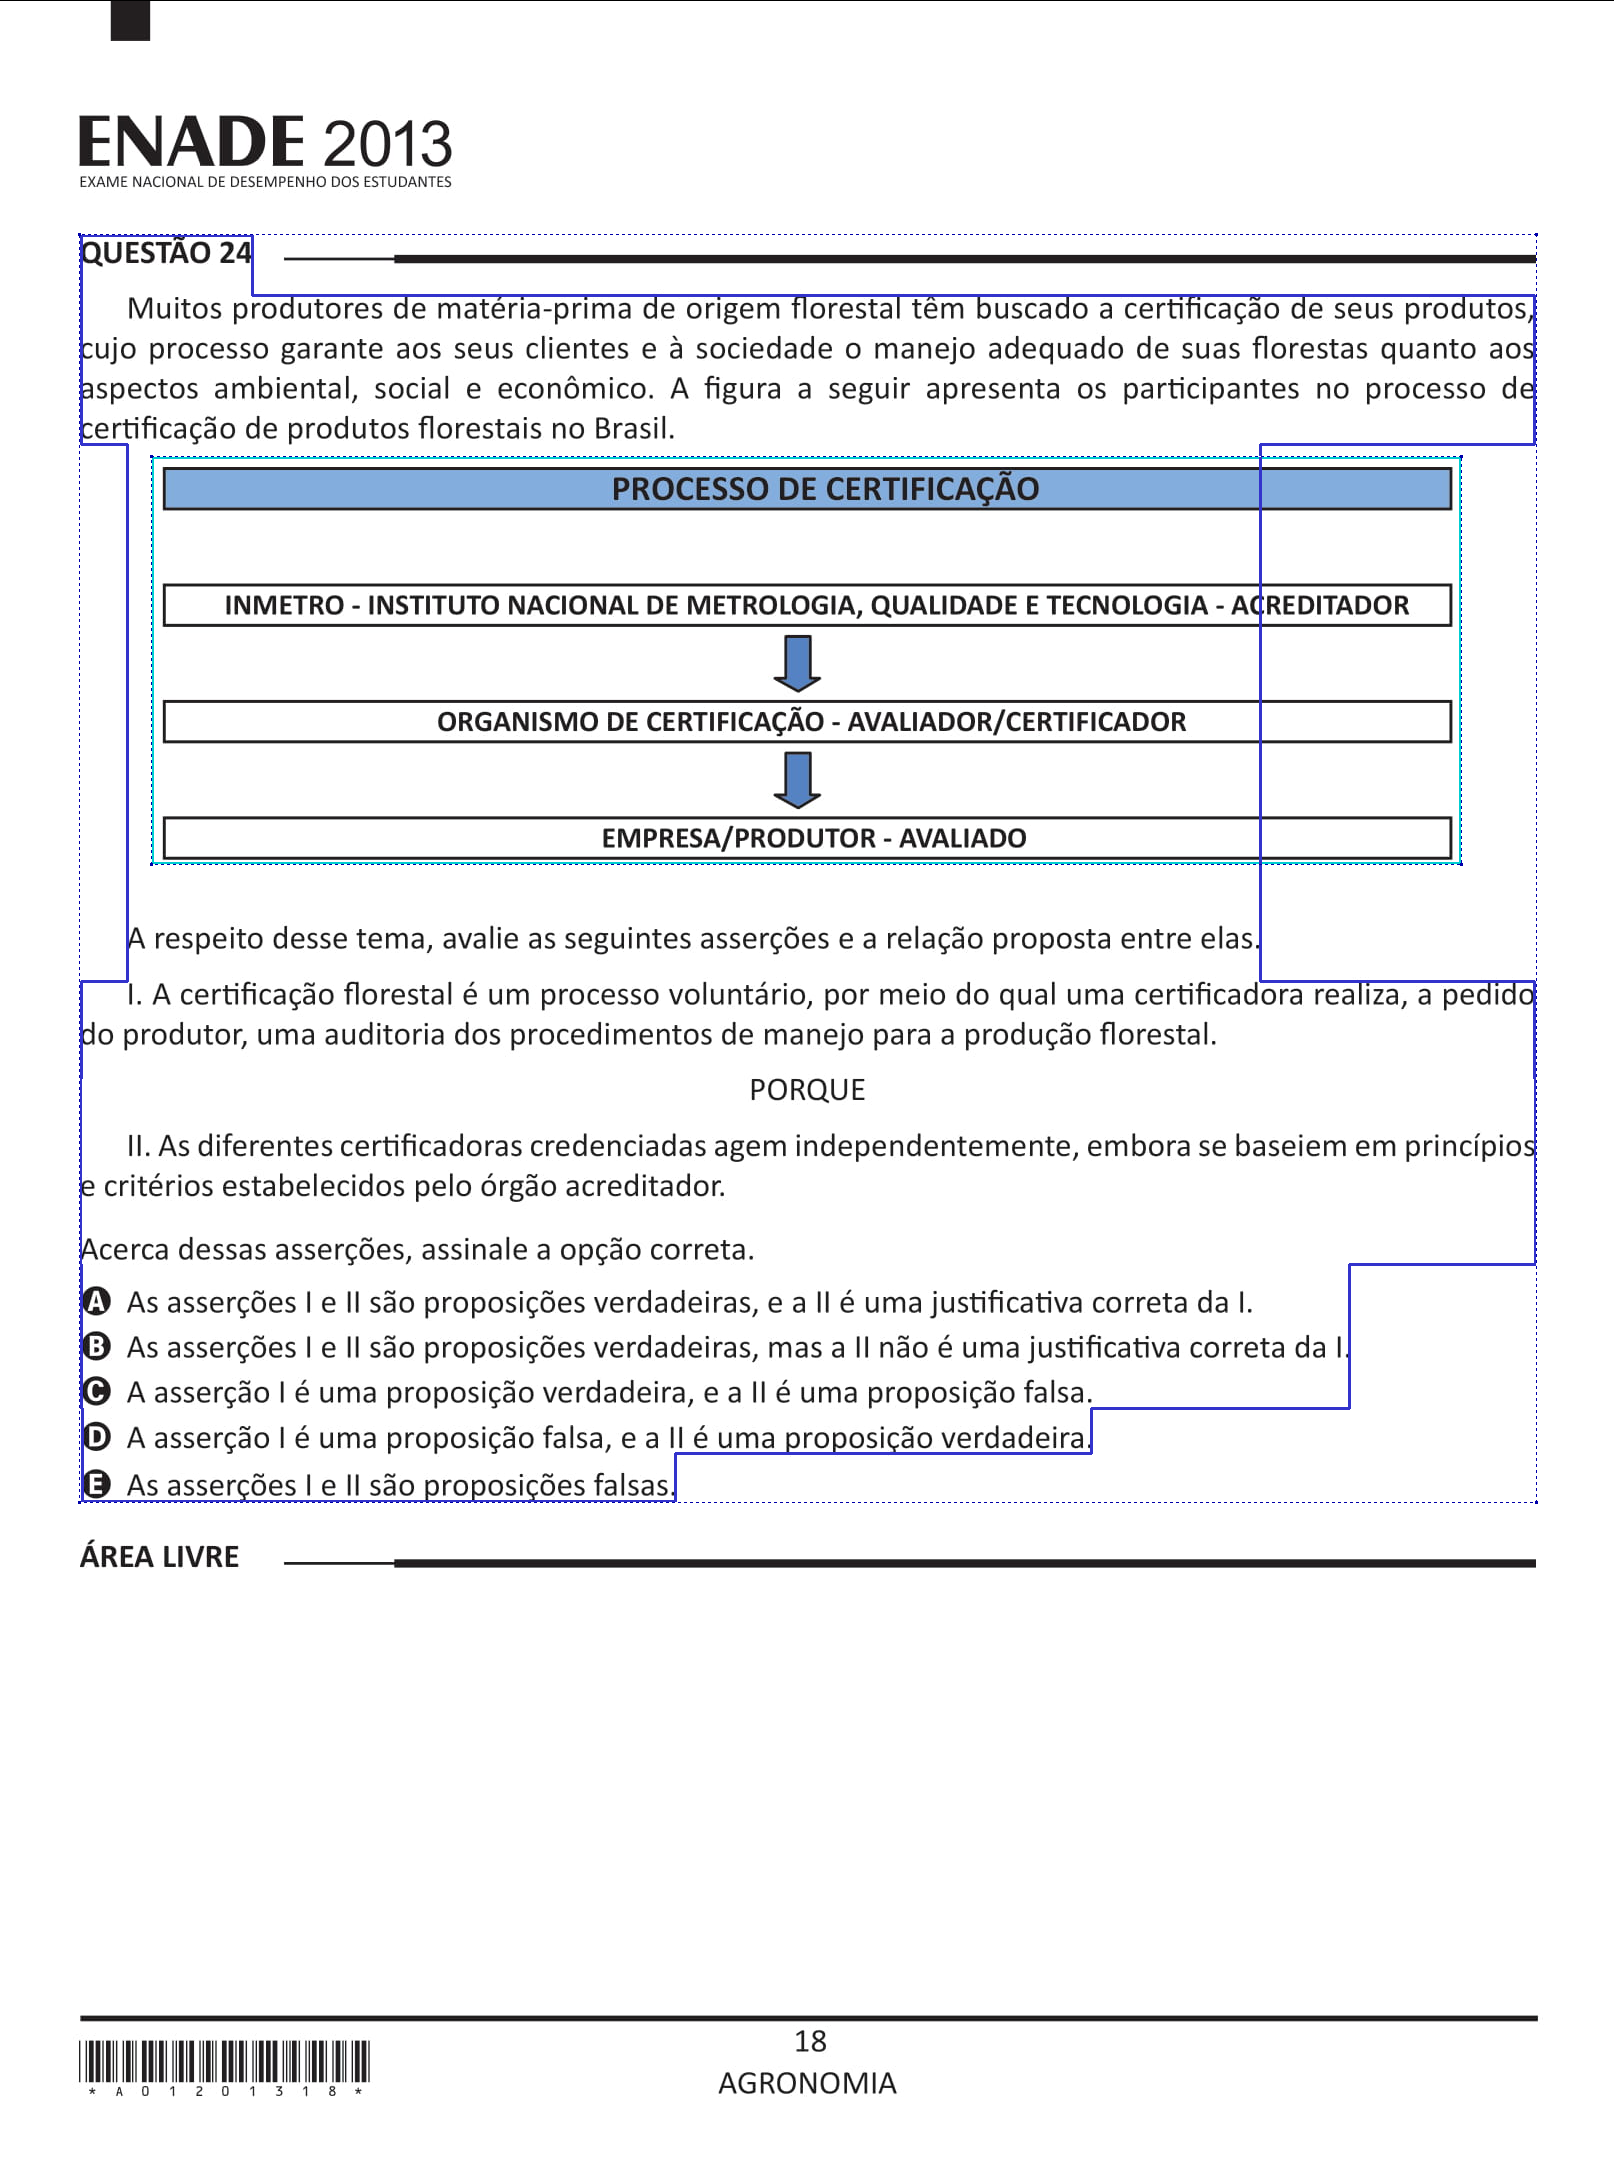 ENADE 2013
EXAME NACIONAL DE DESEMPENHO DOS ESTUDANTES
QUESTÃO 24
Muitos produtores de matéria-prima de origem florestal têm buscado a certificação de seus produtos,
cujo processo garante aos seus clientes e à sociedade o manejo adequado de suas florestas quanto aos
aspectos ambiental, social e econômico. A figura a seguir apresenta os participantes no processo de
certificação de produtos florestais no Brasil.
PROCESSO DE CERTIFICAÇÃO
INMETRO - INSTITUTO NACIONAL DE METROLOGIA, QUALIDADE E TECNOLOGIA - ACREDITADOR
ORGANISMO DE CERTIFICAÇÃO - AVALIADOR/CERTIFICADOR
EMPRESA/PRODUTOR - AVALIADO
A respeito desse tema, avalie as seguintes asserções e a relação proposta entre elas.
I. A certificação florestal é um processo voluntário, por meio do qual uma certificadora realiza, a pedido
do produtor, uma auditoria dos procedimentos de manejo para a produção florestal.
PORQUE
II. As diferentes certificadoras credenciadas agem independentemente, embora se baseiem em princípios
e critérios estabelecidos pelo órgão acreditador.
Acerca dessas asserções, assinale a opção correta.
A As asserções I e II são proposições verdadeiras, e a II é uma justificativa correta da I.
B As asserções I e II são proposições verdadeiras, mas a II não é uma justificativa correta da I.
C A asserção I é uma proposição verdadeira, e a II é uma proposição falsa.
D A asserção I é uma proposição falsa, e a II é uma proposição verdadeira.
E As asserções I e II são proposições falsas.
ÁREA LIVRE
18
AGRONOMIA
*A01201318*